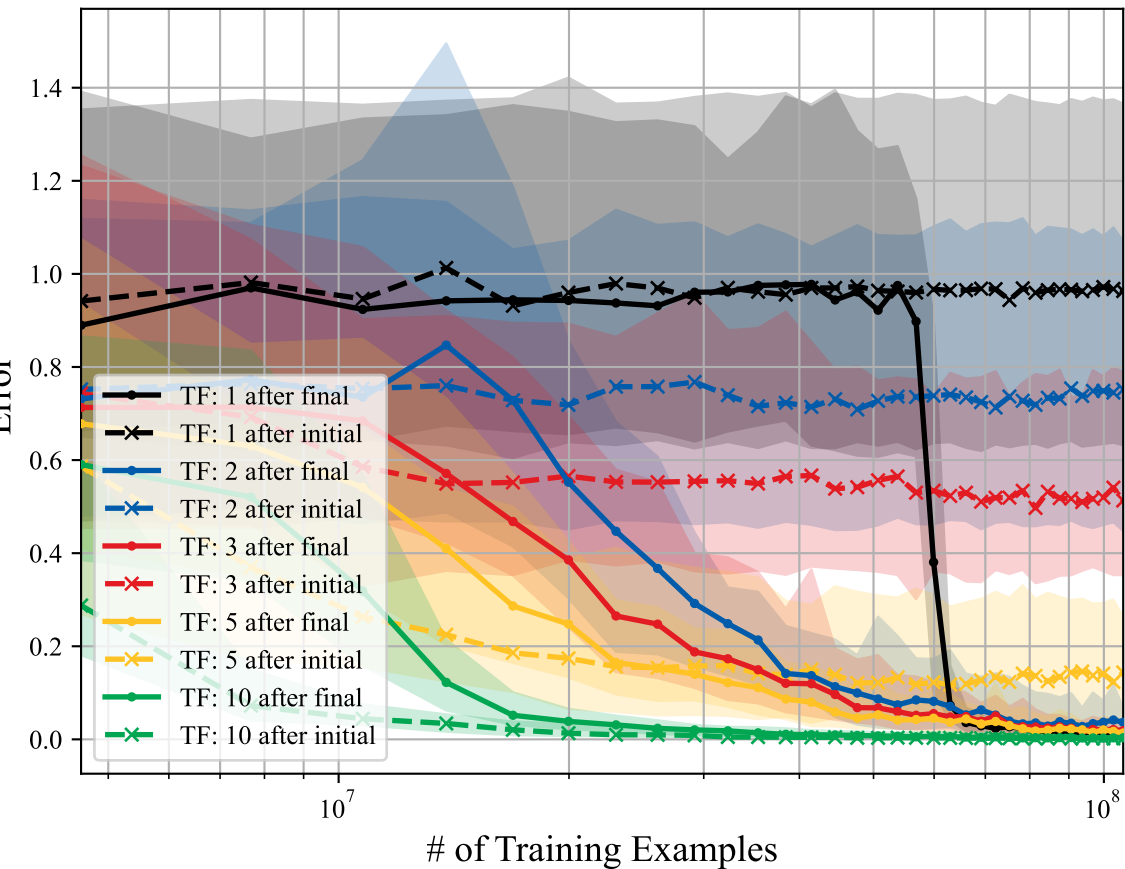 1.4
1.2
1.0
0.8
0.6
0.4
0.2
0.0
Error
TF: 1 after final
TF: 1 after initial
TF: 2 after final
TF: 2 after initial
TF: 3 after final
TF: 3 after initial
TF: 5 after final
TF: 5 after initial
TF: 10 after final
TF: 10 after initial
10⁷ 10⁸
# of Training Examples